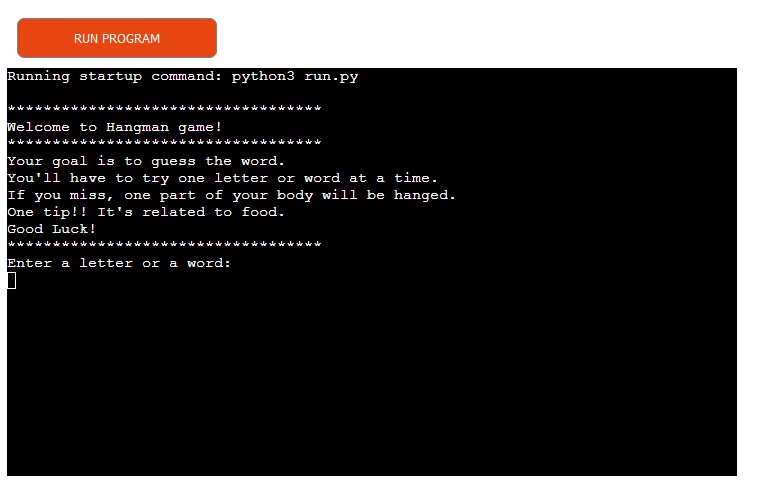 RUN PROGRAM
Running startup command: python3 run.py
***********************************
Welcome to Hangman game!
***********************************
Your goal is to guess the word.
You'll have to try one letter or word at a time.
If you miss, one part of your body will be hanged.
One tip!! It's related to food.
Good Luck!
***********************************
Enter a letter or a word: